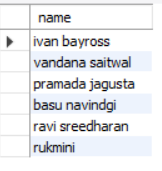 name
ivan bayross
vandana saitwal
pramada jagusta
basu navindgi
ravi sreedharan
rukmini